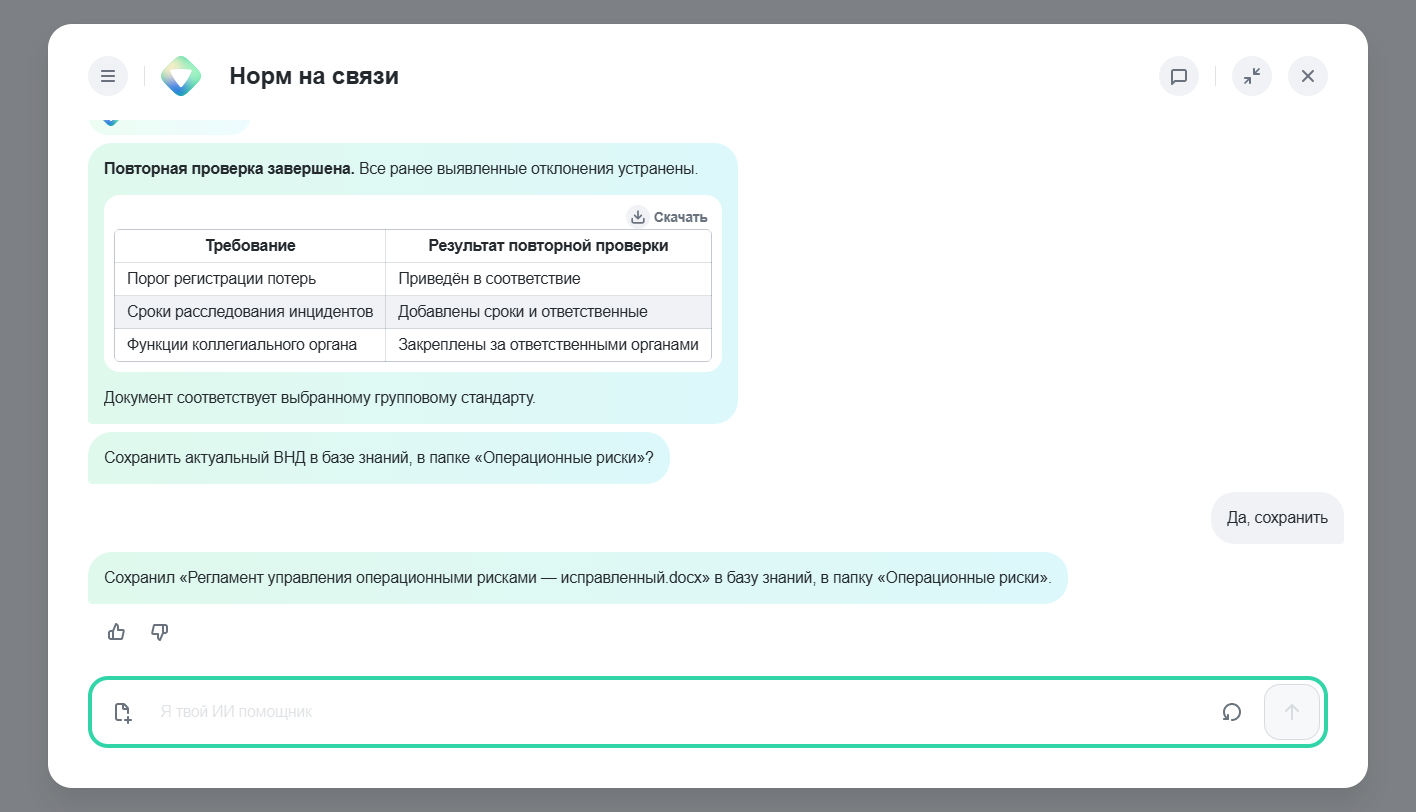 Норм на связи
Повторная проверка завершена. Все ранее выявленные отклонения устранены.
Скачать
Требование Результат повторной проверки
Порог регистрации потерь Приведён в соответствие
Сроки расследования инцидентов Добавлены сроки и ответственные
Функции коллегиального органа Закреплены за ответственными органами
Документ соответствует выбранному групповому стандарту.
Сохранить актуальный ВНД в базе знаний, в папке «Операционные риски»?
Да, сохранить
Сохранил «Регламент управления операционными рисками — исправленный.docx» в базу знаний, в папку «Операционные риски».
Я твой ИИ помощник